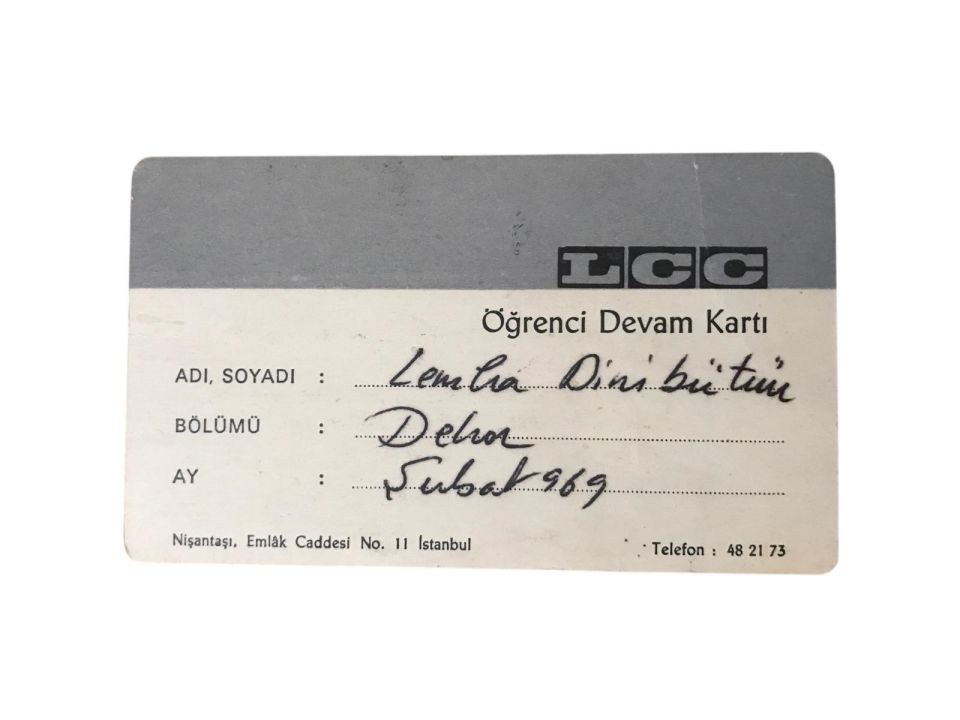 LCC
Öğrenci Devam Kartı
ADI, SOYADI : Lemha Dinibütün
BÖLÜMÜ : Dekor
AY : Şubat 969
Nişantaşı, Emlâk Caddesi No. 11 İstanbul Telefon : 48 21 73